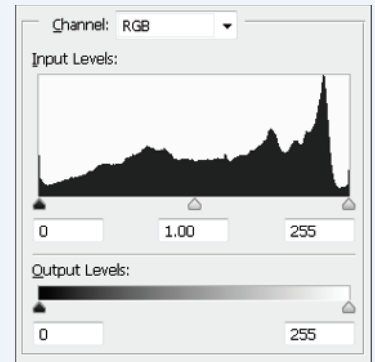 Channel: RGB
Input Levels:
0 1.00 255
Output Levels:
0 255